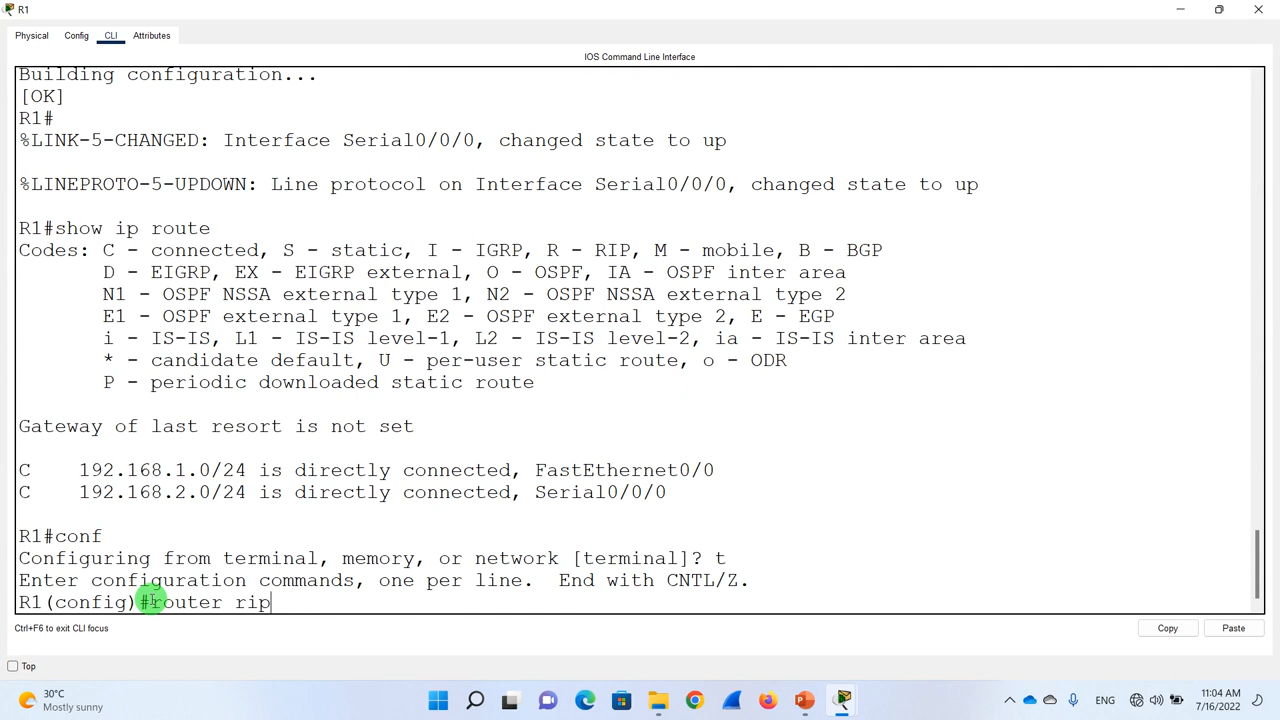 R1
Physical Config CLI Attributes
IOS Command Line Interface
Building configuration...
[OK]
R1#
%LINK-5-CHANGED: Interface Serial0/0/0, changed state to up
%LINEPROTO-5-UPDOWN: Line protocol on Interface Serial0/0/0, changed state to up
R1#show ip route
Codes: C - connected, S - static, I - IGRP, R - RIP, M - mobile, B - BGP
D - EIGRP, EX - EIGRP external, O - OSPF, IA - OSPF inter area
N1 - OSPF NSSA external type 1, N2 - OSPF NSSA external type 2
E1 - OSPF external type 1, E2 - OSPF external type 2, E - EGP
i - IS-IS, L1 - IS-IS level-1, L2 - IS-IS level-2, ia - IS-IS inter area
* - candidate default, U - per-user static route, o - ODR
P - periodic downloaded static route
Gateway of last resort is not set
C 192.168.1.0/24 is directly connected, FastEthernet0/0
C 192.168.2.0/24 is directly connected, Serial0/0/0
R1#conf
Configuring from terminal, memory, or network [terminal]? t
Enter configuration commands, one per line. End with CNTL/Z.
R1(config)#router rip
Ctrl+F6 to exit CLI focus
Copy Paste
Top
30°C
Mostly sunny
ENG
11:04 AM
7/16/2022